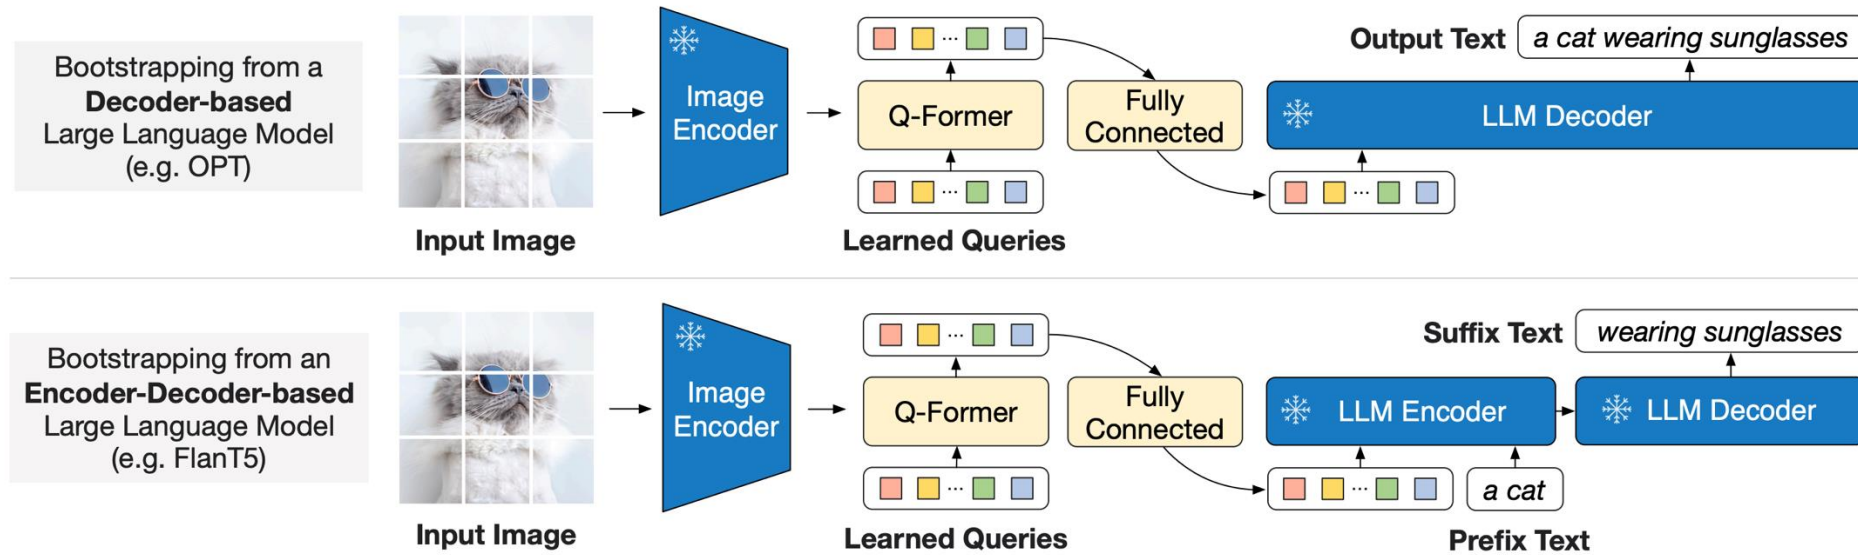 Bootstrapping from a
Decoder-based
Large Language Model
(e.g. OPT)
Input Image
Image
Encoder
Q-Former
Learned Queries
Fully
Connected
Output Text
a cat wearing sunglasses
LLM Decoder
Bootstrapping from an
Encoder-Decoder-based
Large Language Model
(e.g. FlanT5)
Input Image
Image
Encoder
Q-Former
Learned Queries
Fully
Connected
Suffix Text
wearing sunglasses
LLM Encoder
LLM Decoder
a cat
Prefix Text